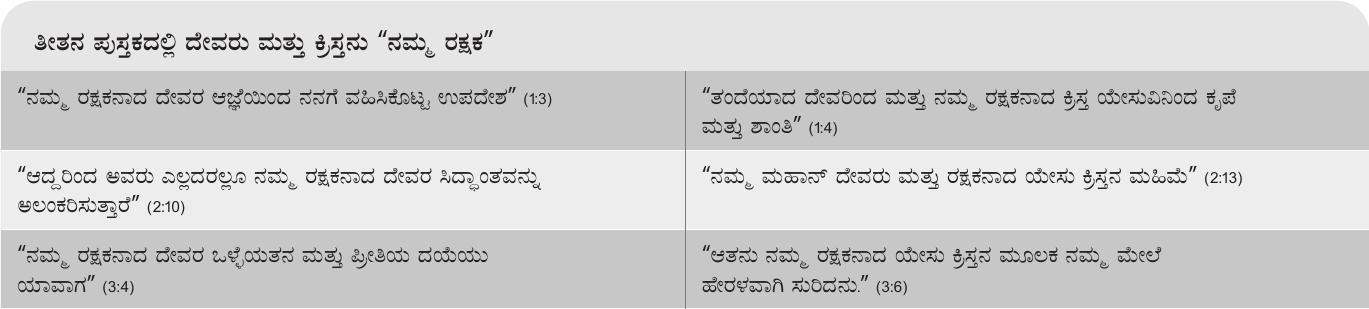 ತೀತನ ಪುಸ್ತಕದಲ್ಲಿ ದೇವರು ಮತ್ತು ಕ್ರಿಸ್ತನು “ನಮ್ಮ ರಕ್ಷಕ”
“ನಮ್ಮ ರಕ್ಷಕನಾದ ದೇವರ ಆಜ್ಞೆಯಿಂದ ನನಗೆ ವಹಿಸಿಕೊಟ್ಟ ಉಪದೇಶ” (1:3)
“ತಂದೆಯಾದ ದೇವರಿಂದ ಮತ್ತು ನಮ್ಮ ರಕ್ಷಕನಾದ ಕ್ರಿಸ್ತ ಯೇಸುವಿನಿಂದ ಕೃಪೆ
ಮತ್ತು ಶಾಂತಿ” (1:4)
“ಆದ್ದರಿಂದ ಅವರು ಎಲ್ಲದರಲ್ಲೂ ನಮ್ಮ ರಕ್ಷಕನಾದ ದೇವರ ಸಿದ್ಧಾಂತವನ್ನು
ಅಲಂಕರಿಸುತ್ತಾರೆ” (2:10)
“ನಮ್ಮ ಮಹಾನ್ ದೇವರು ಮತ್ತು ರಕ್ಷಕನಾದ ಯೇಸು ಕ್ರಿಸ್ತನ ಮಹಿಮೆ” (2:13)
“ನಮ್ಮ ರಕ್ಷಕನಾದ ದೇವರ ಒಳ್ಳೆಯತನ ಮತ್ತು ಪ್ರೀತಿಯ ದಯೆಯು
ಯಾವಾಗ” (3:4)
“ಆತನು ನಮ್ಮ ರಕ್ಷಕನಾದ ಯೇಸು ಕ್ರಿಸ್ತನ ಮೂಲಕ ನಮ್ಮ ಮೇಲೆ
ಹೇರಳವಾಗಿ ಸುರಿದನು.” (3:6)